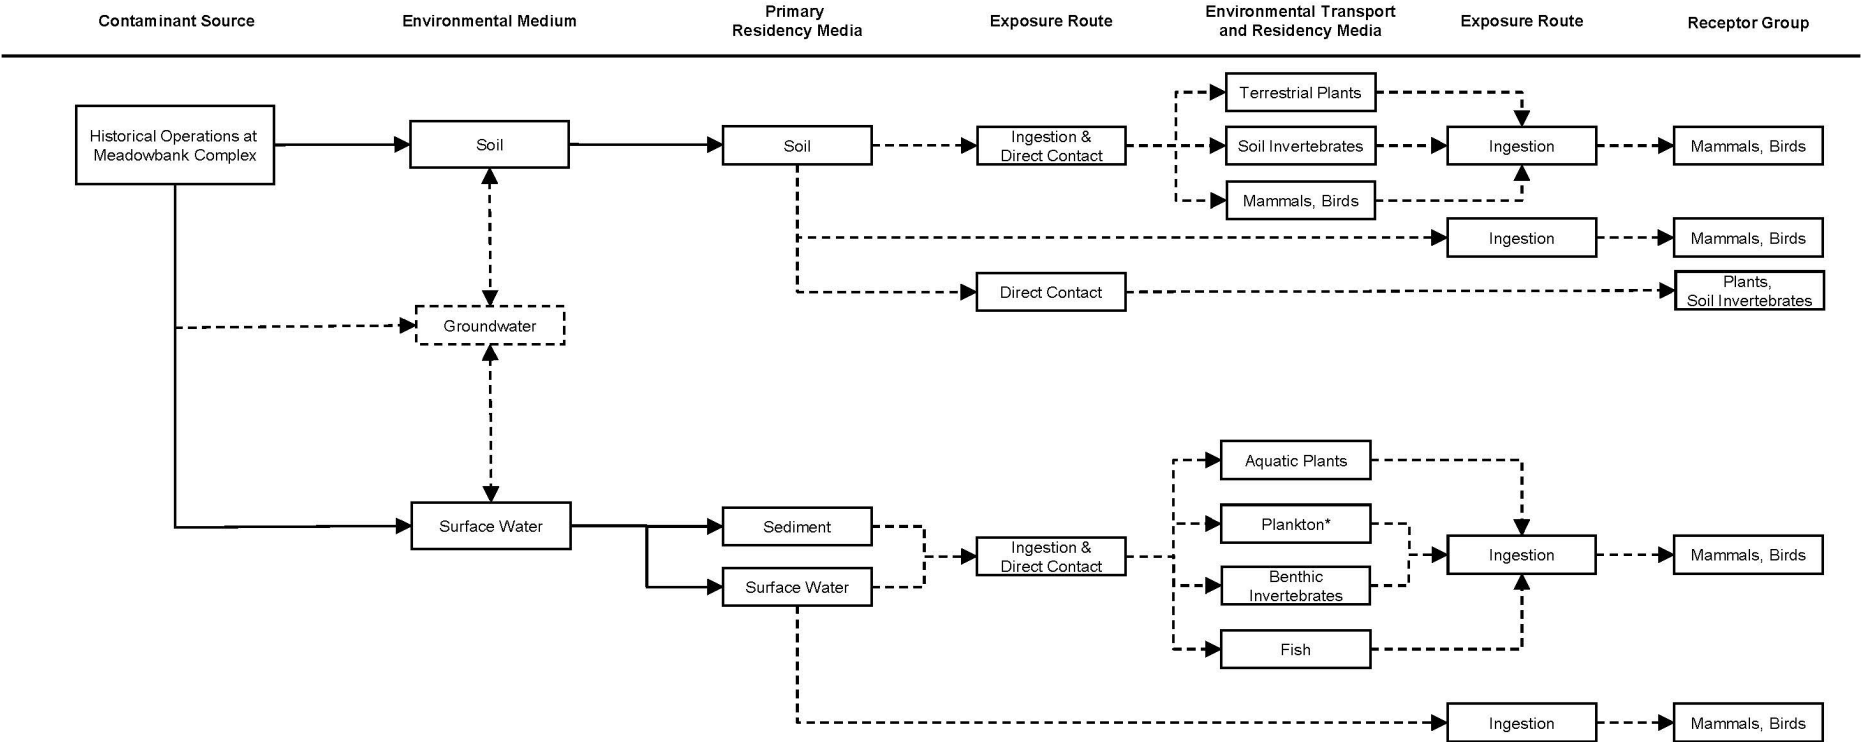 Contaminant Source
Environmental Medium
Primary
Residency Media
Exposure Route
Environmental Transport
and Residency Media
Exposure Route
Receptor Group
Historical Operations at
Meadowbank Complex
Soil
Soil
Ingestion &
Direct Contact
Terrestrial Plants
Soil Invertebrates
Mammals, Birds
Ingestion
Mammals, Birds
Ingestion
Mammals, Birds
Direct Contact
Plants,
Soil Invertebrates
Groundwater
Surface Water
Sediment
Surface Water
Ingestion &
Direct Contact
Aquatic Plants
Plankton*
Benthic
Invertebrates
Fish
Ingestion
Mammals, Birds
Ingestion
Mammals, Birds